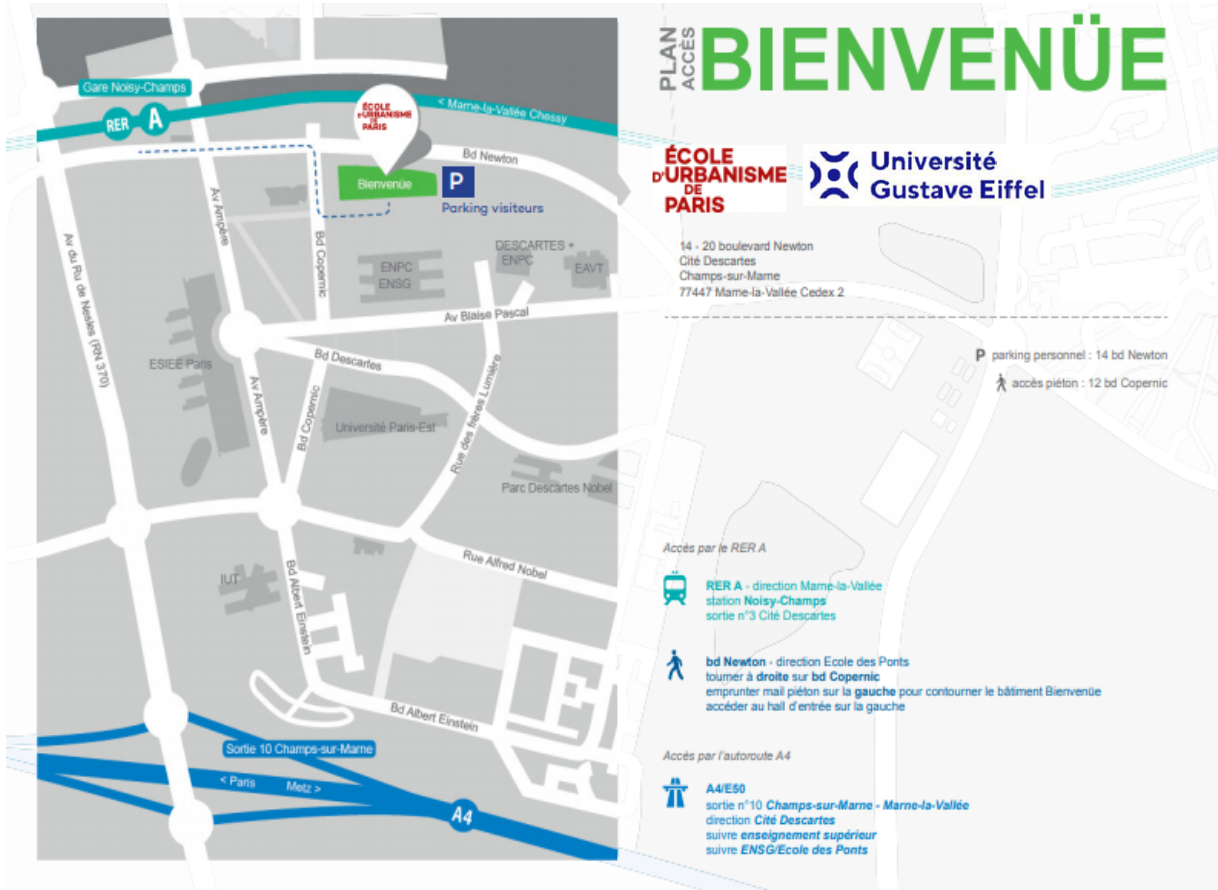 PLAN
ACCÈS
BIENVENÜE
Gare Noisy-Champs
RER A
< Marne-la-Vallée Chessy
ÉCOLE
D'URBANISME
DE
PARIS
Bd Newton
Bienvenüe
P
Parking visiteurs
Av Ampère
Bd Copernic
Av du Ru de Nesles (RN 370)
ENPC
ENSG
DESCARTES +
ENPC
EAVT
Av Blaise Pascal
ESIEE Paris
Bd Descartes
Av Ampère
Bd Copernic
Université Paris-Est
Rue des frères Lumière
Parc Descartes Nobel
Rue Alfred Nobel
IUT
Bd Albert Einstein
Bd Albert Einstein
Sortie 10 Champs-sur-Marne
< Paris
Metz >
A4
ÉCOLE
D'URBANISME
DE
PARIS
Université
Gustave Eiffel
14 - 20 boulevard Newton
Cité Descartes
Champs-sur-Marne
77447 Marne-la-Vallée Cedex 2
P parking personnel : 14 bd Newton
accès piéton : 12 bd Copernic
Accès par le RER A
RER A - direction Marne-la-Vallée
station Noisy-Champs
sortie n°3 Cité Descartes
bd Newton - direction Ecole des Ponts
tourner à droite sur bd Copernic
emprunter mail piéton sur la gauche pour contourner le bâtiment Bienvenüe
accéder au hall d'entrée sur la gauche
Accès par l'autoroute A4
A4/E50
sortie n°10 Champs-sur-Marne - Marne-la-Vallée
direction Cité Descartes
suivre enseignement supérieur
suivre ENSG/Ecole des Ponts